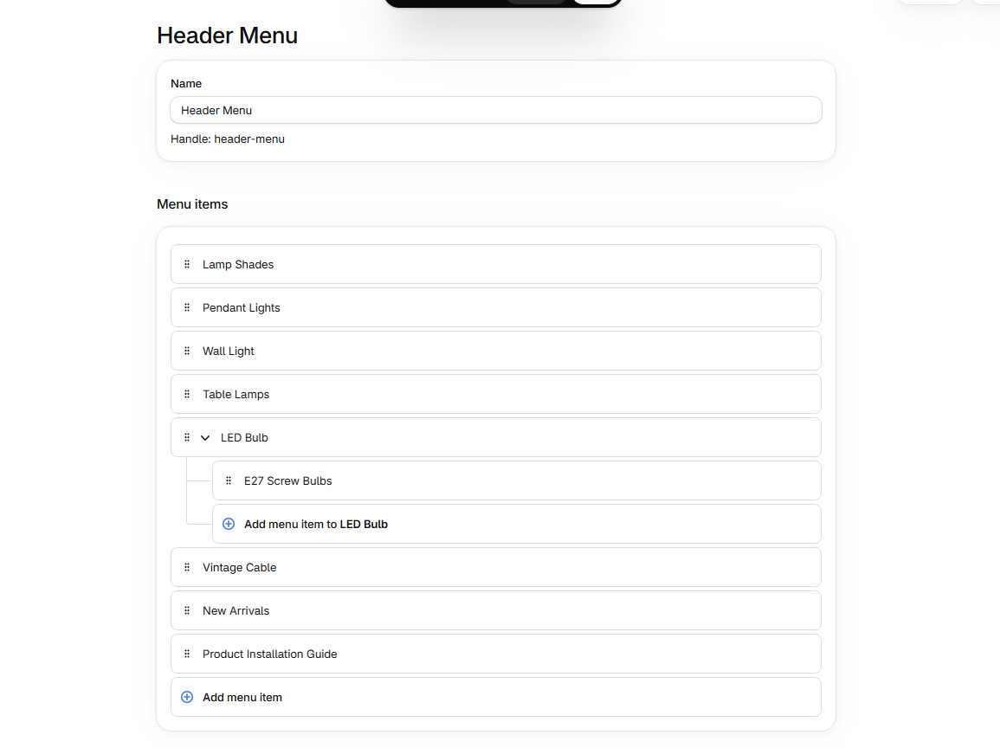 Header Menu
Name
Header Menu
Handle: header-menu
Menu items
Lamp Shades
Pendant Lights
Wall Light
Table Lamps
LED Bulb
E27 Screw Bulbs
Add menu item to LED Bulb
Vintage Cable
New Arrivals
Product Installation Guide
Add menu item